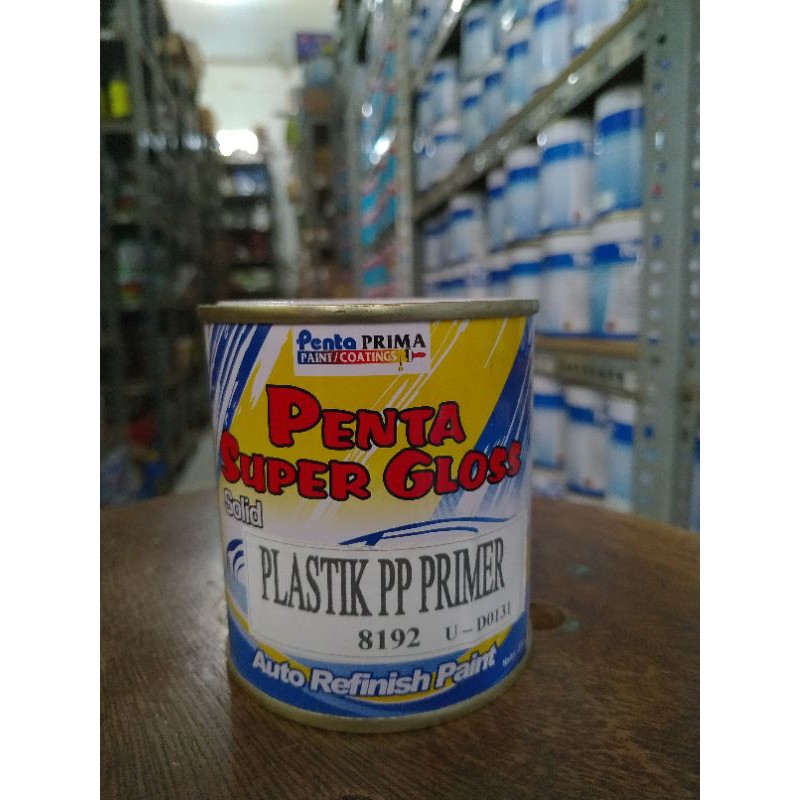 Penta PRIMA
PAINT/COATINGS
PENTA
SUPER GLOSS
Solid
PLASTIK PP PRIMER
8192 U - D0131
Auto Refinish Paint